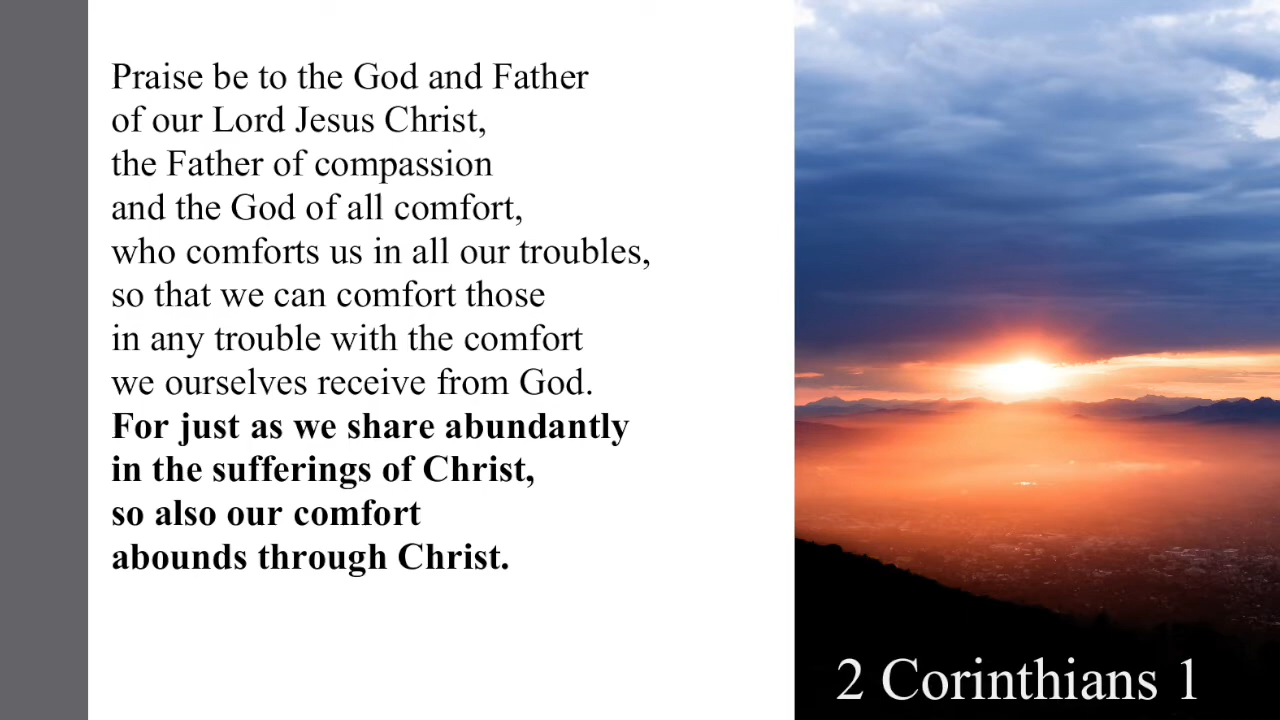 Praise be to the God and Father
of our Lord Jesus Christ,
the Father of compassion
and the God of all comfort,
who comforts us in all our troubles,
so that we can comfort those
in any trouble with the comfort
we ourselves receive from God.
For just as we share abundantly
in the sufferings of Christ,
so also our comfort
abounds through Christ.
2 Corinthians 1